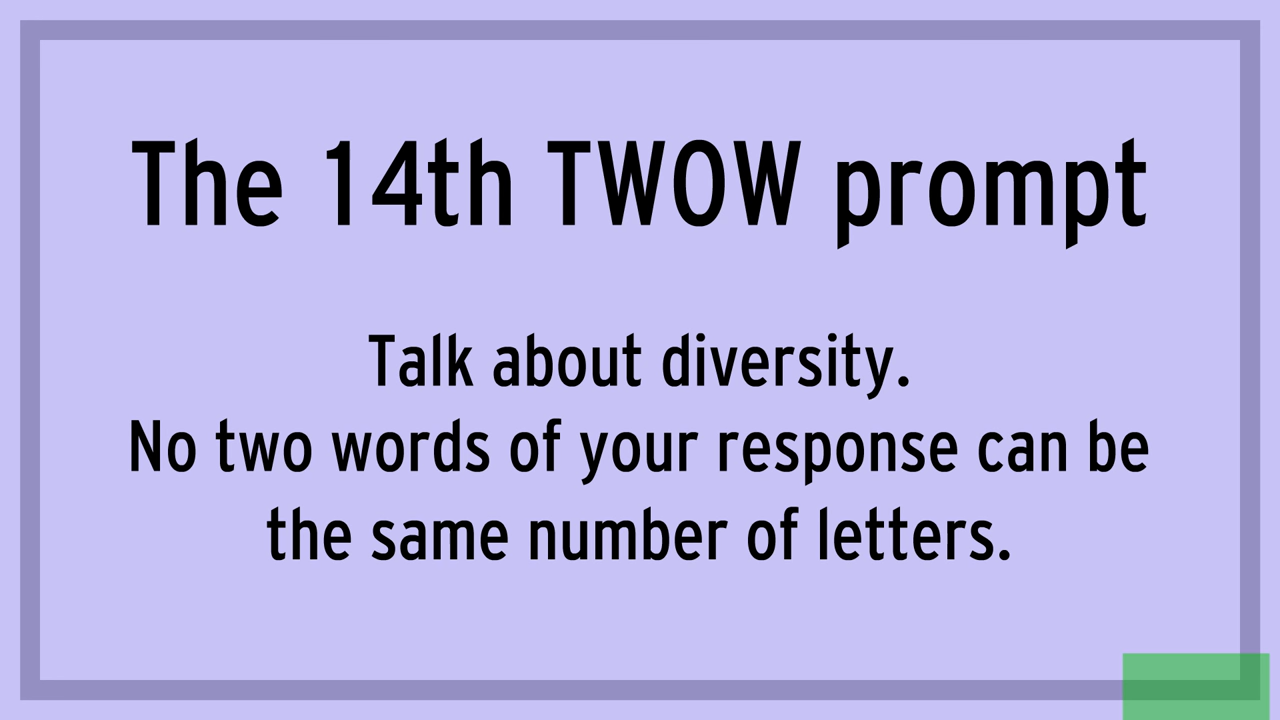 The 14th TWOW prompt
Talk about diversity.
No two words of your response can be
the same number of letters.